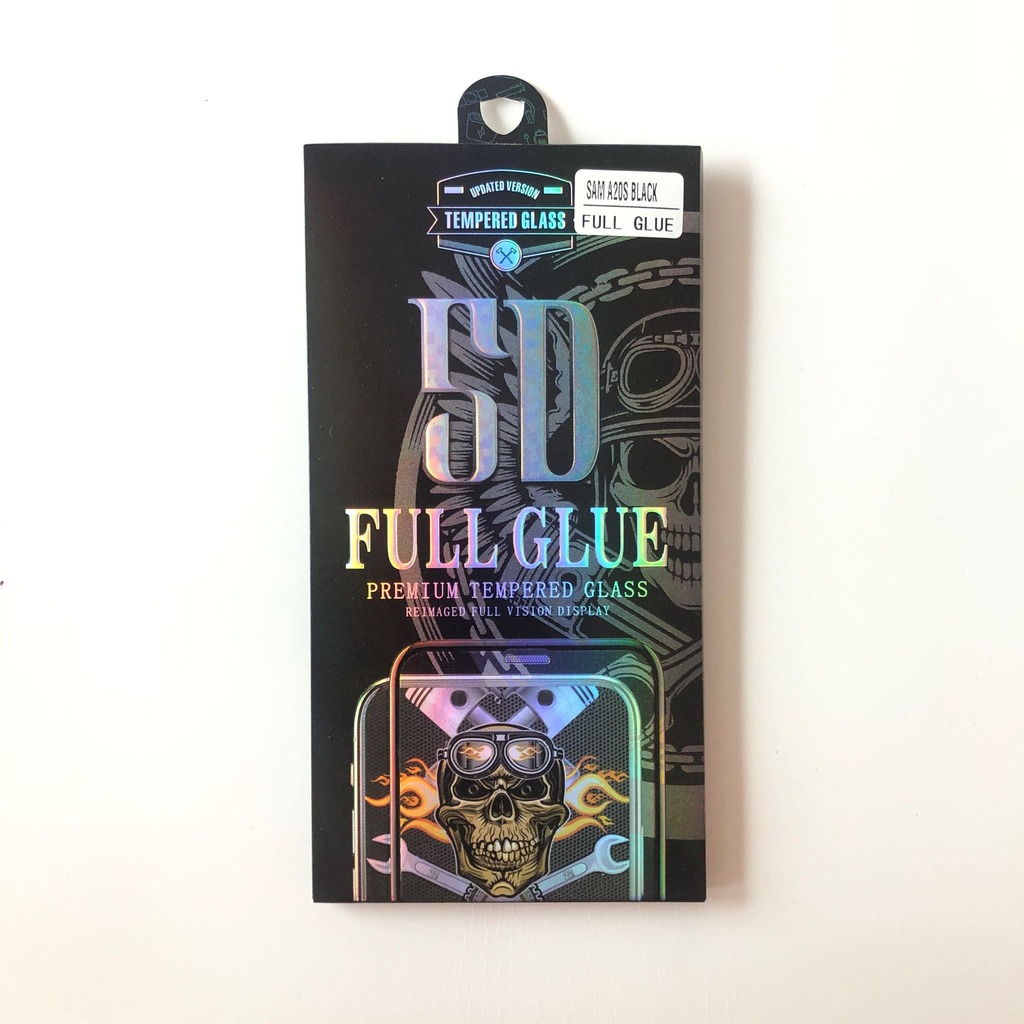 UPDATED VERSION
TEMPERED GLASS
SAM A20S BLACK
FULL GLUE
5D
FULL GLUE
PREMIUM TEMPERED GLASS
REIMAGED FULL VISION DISPLAY